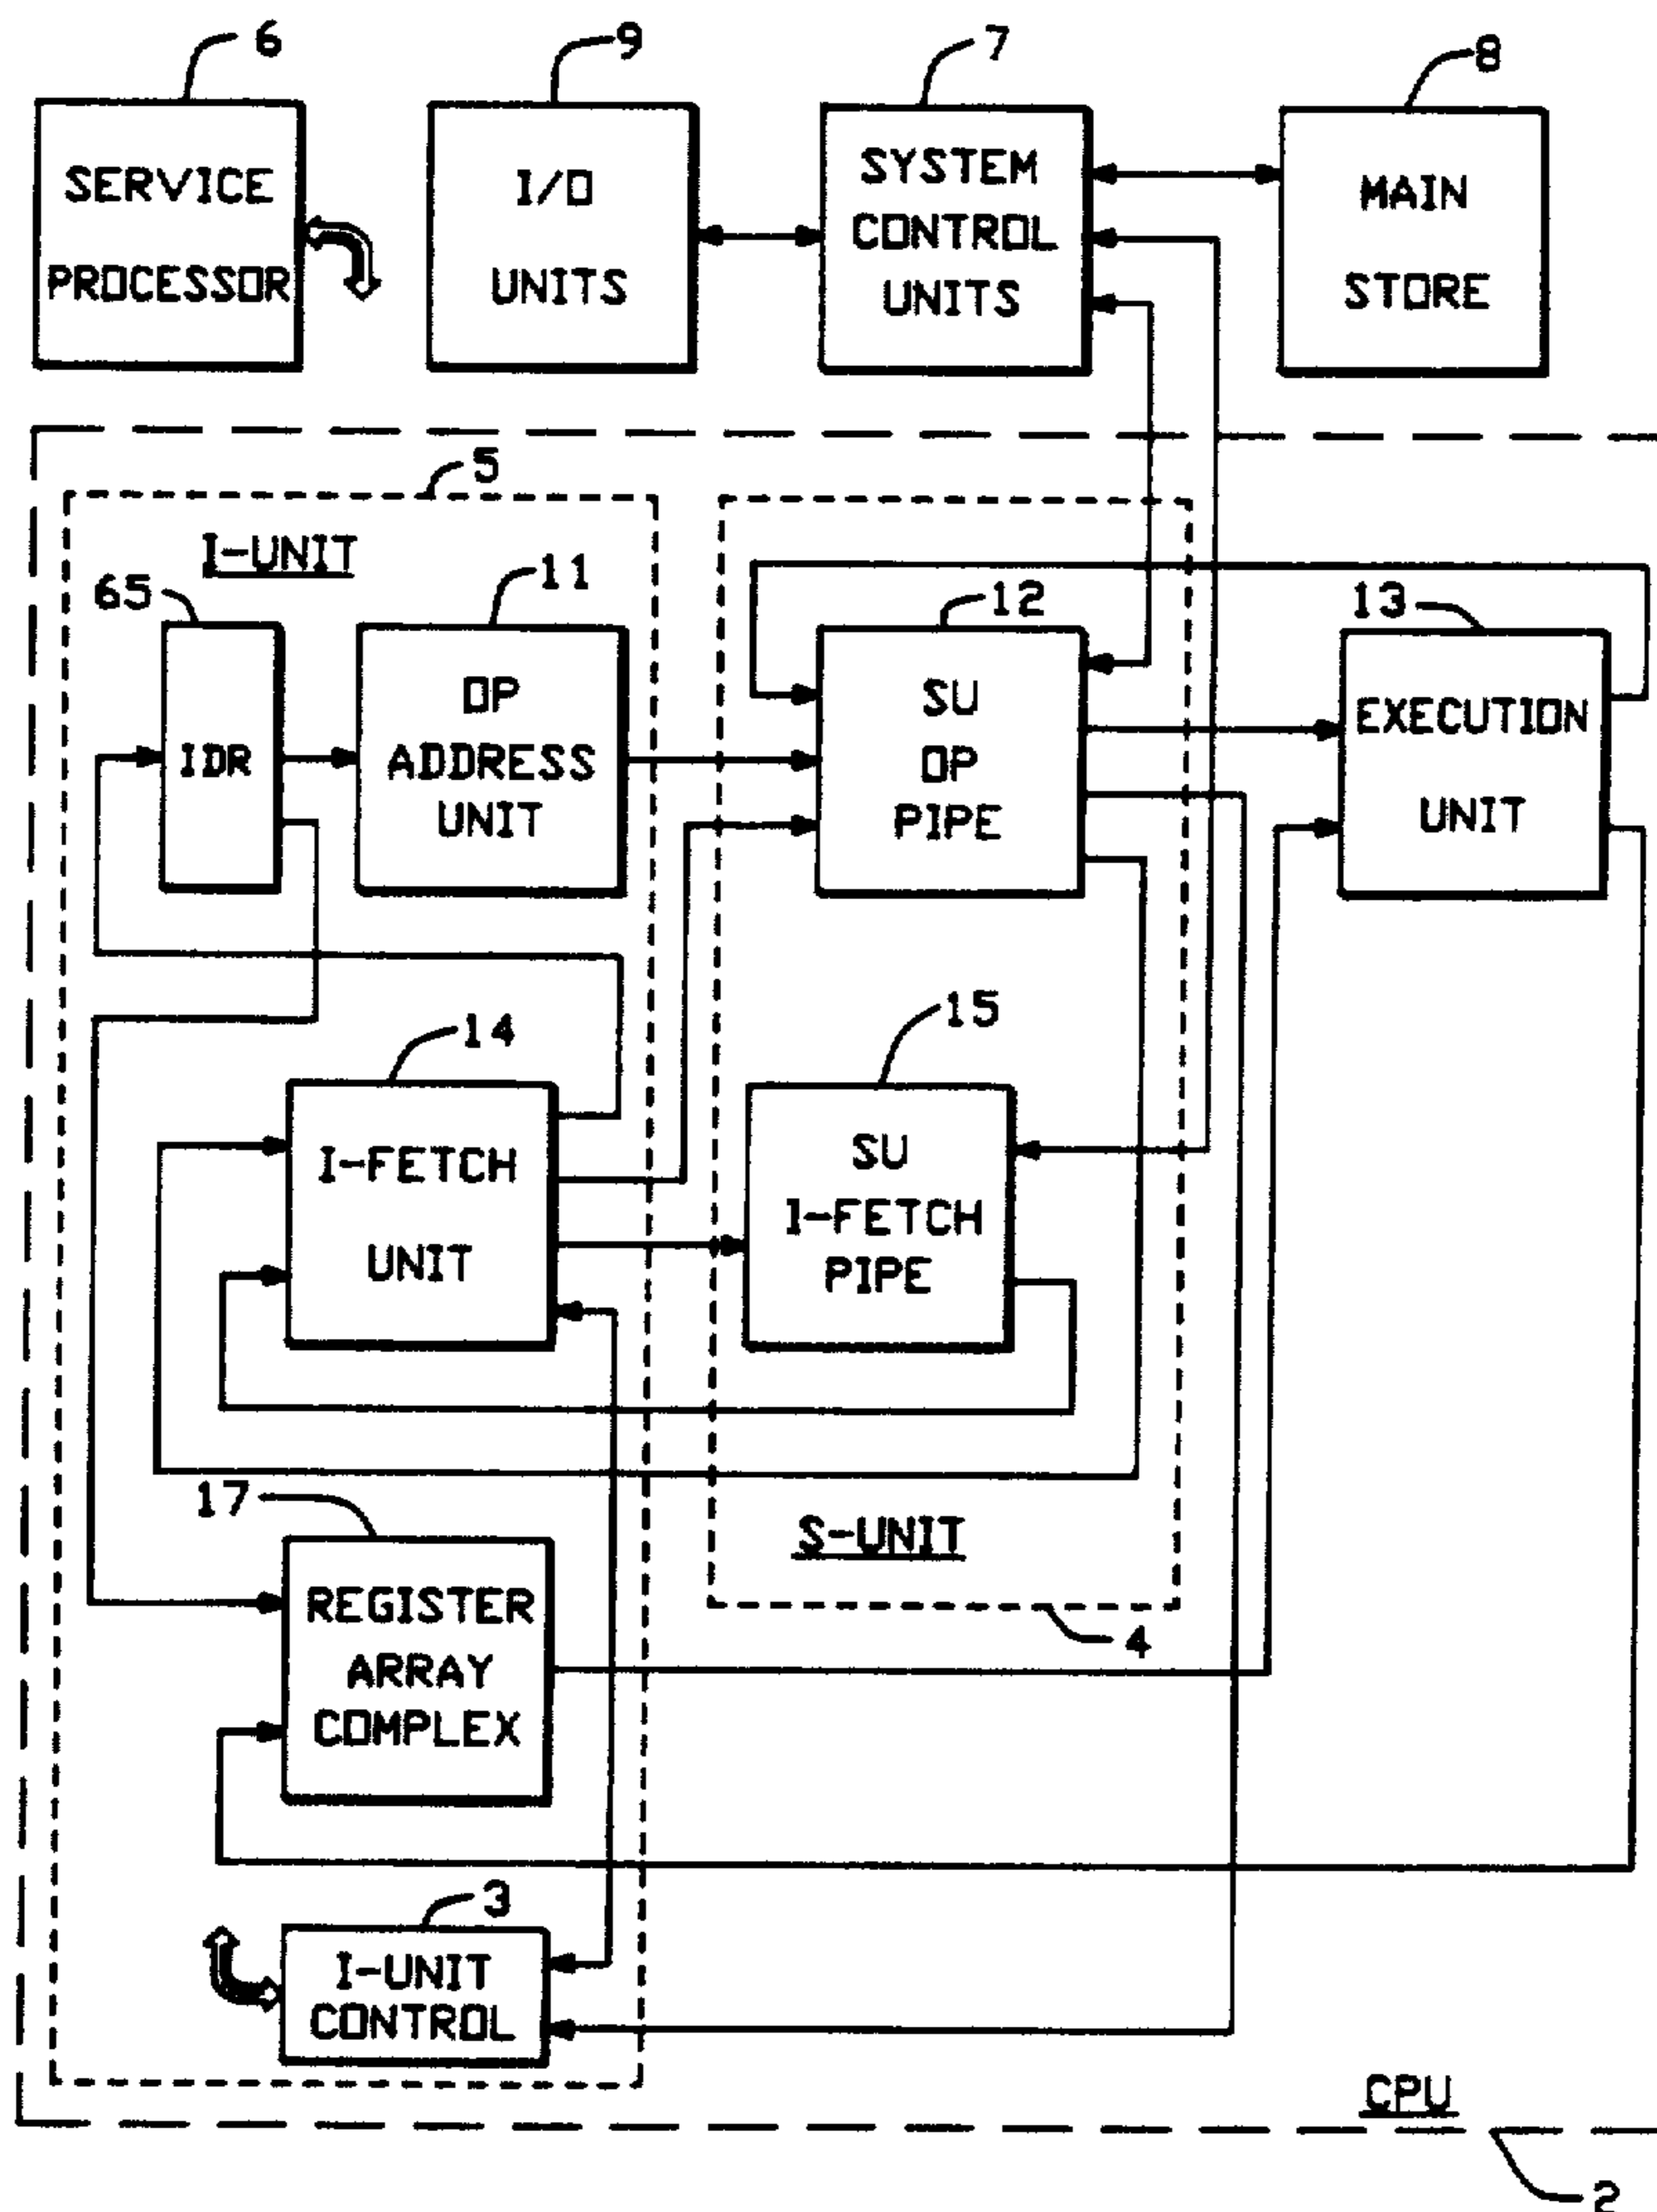 6
9
7
8
SERVICE
PROCESSOR
I/O
UNITS
SYSTEM
CONTROL
UNITS
MAIN
STORE
5
I-UNIT
65
11
12
13
IDR
OP
ADDRESS
UNIT
SU
OP
PIPE
EXECUTION
UNIT
14
15
I-FETCH
UNIT
SU
I-FETCH
PIPE
17
S-UNIT
4
REGISTER
ARRAY
COMPLEX
3
I-UNIT
CONTROL
CPU
2